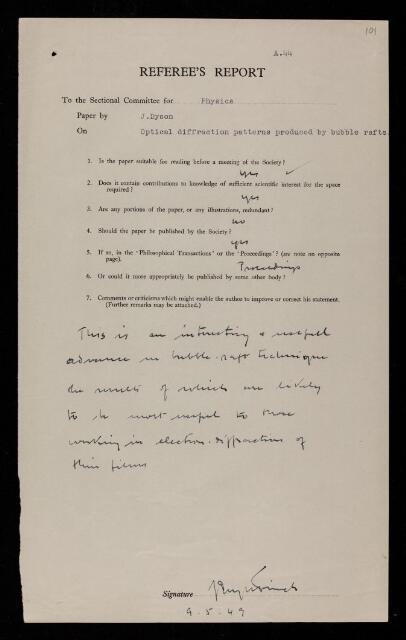 101
A.44
REFEREE'S REPORT
To the Sectional Committee for Physics
Paper by J.Dyson
On Optical diffraction patterns produced by bubble rafts.
1. Is the paper suitable for reading before a meeting of the Society?
yes ✓
2. Does it contain contributions to knowledge of sufficient scientific interest for the space
required?
yes
3. Are any portions of the paper, or any illustrations, redundant?
no
4. Should the paper be published by the Society?
yes
5. If so, in the 'Philosophical Transactions' or the 'Proceedings'? (see note on opposite
page).
Proceedings
6. Or could it more appropriately be published by some other body?
7. Comments or criticisms which might enable the author to improve or correct his statement.
(Further remarks may be attached.)
This is an interesting & useful
advance in bubble-raft technique
the results of which are likely
to be most useful to those
working in electron-diffraction of
thin films
Signature
9.5.49